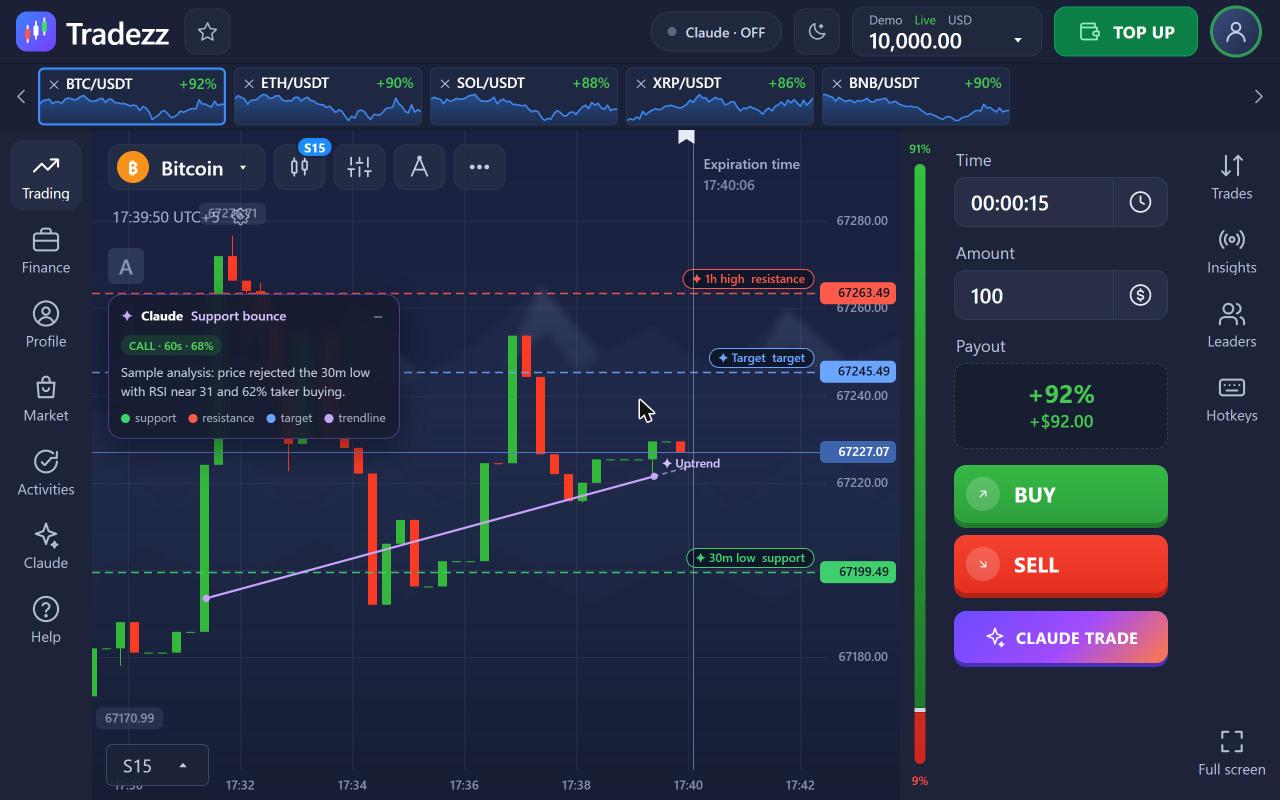 Tradezz
Claude · OFF
Demo Live USD
10,000.00
TOP UP
BTC/USDT +92%
ETH/USDT +90%
SOL/USDT +88%
XRP/USDT +86%
BNB/USDT +90%
Trading
Finance
Profile
Market
Activities
Claude
Help
Bitcoin
S15
17:39:50 UTC+5
A
Expiration time
17:40:06
Claude Support bounce
CALL · 60s · 68%
Sample analysis: price rejected the 30m low
with RSI near 31 and 62% taker buying.
support resistance target trendline
1h high resistance
Target target
Uptrend
30m low support
67280.00
67263.49
67260.00
67245.49
67240.00
67227.07
67220.00
67199.49
67180.00
67170.99
S15
17:30 17:32 17:34 17:36 17:38 17:40 17:42
91%
9%
Time
00:00:15
Amount
100
Payout
+92%
+$92.00
BUY
SELL
CLAUDE TRADE
Trades
Insights
Leaders
Hotkeys
Full screen